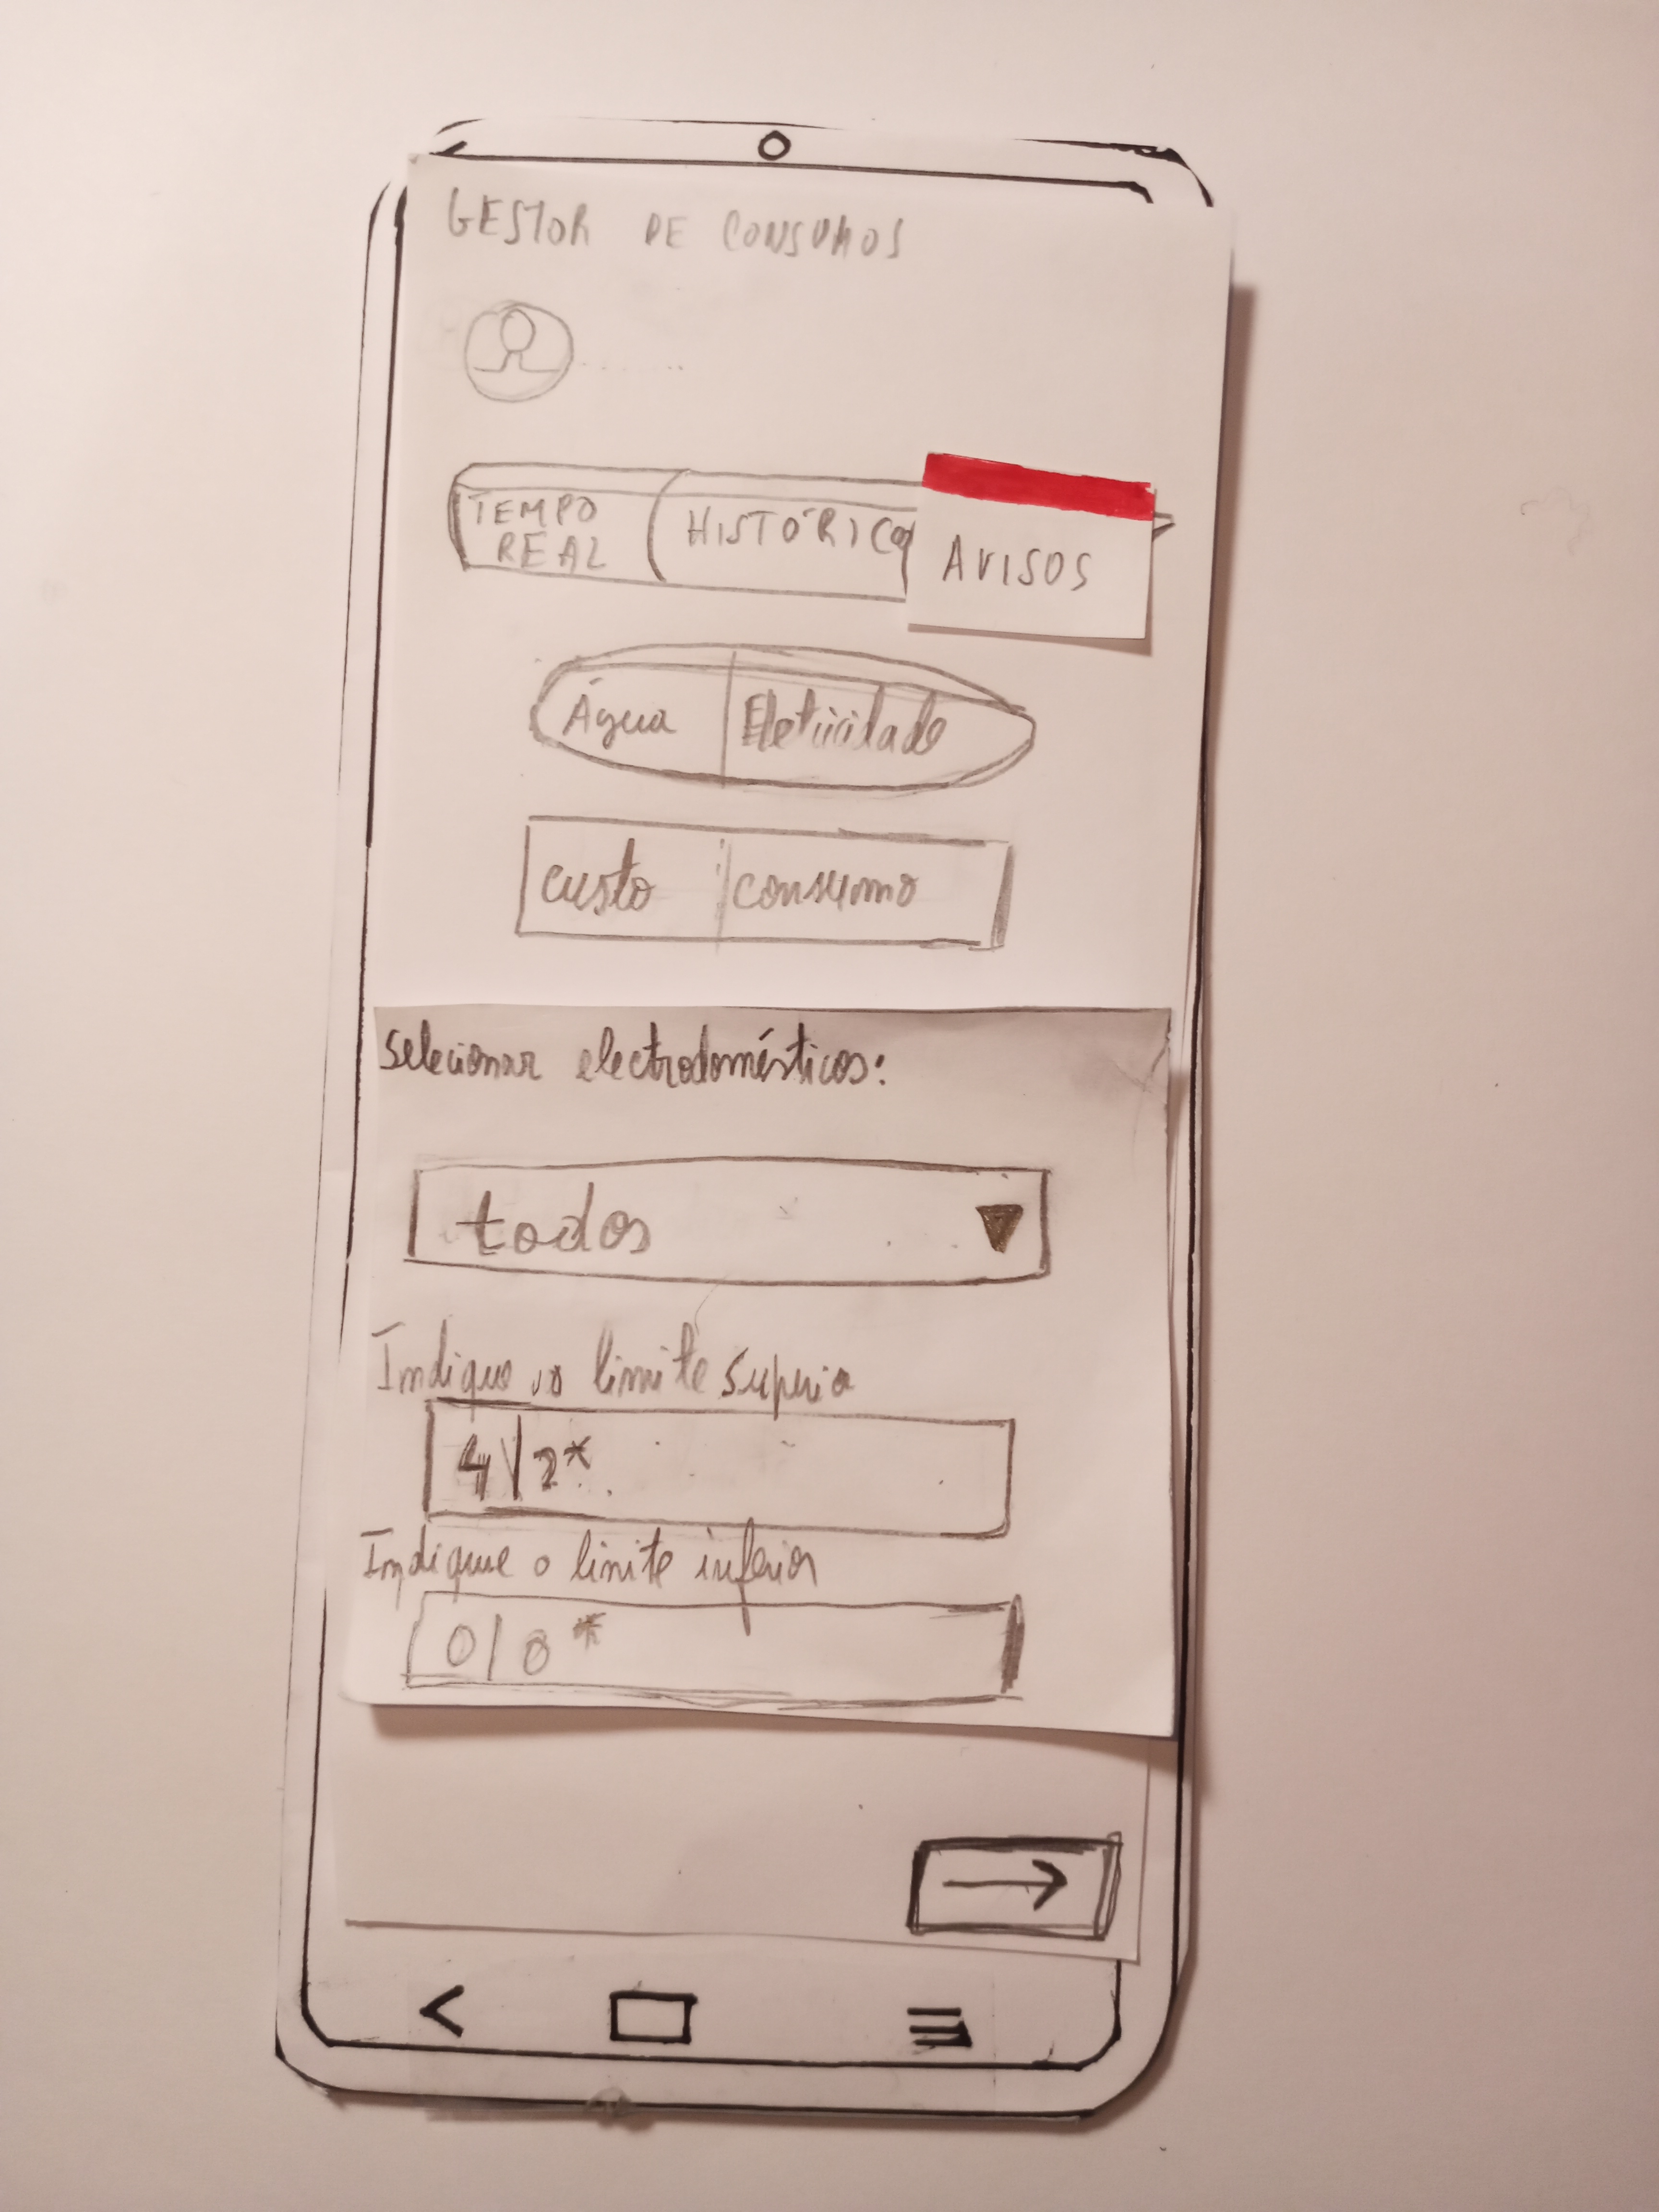 GESTOR DE CONSUMOS
TEMPO REAL
HISTÓRICO
AVISOS
Água
Eletricidade
custo
consumo
Selecionar electrodomésticos:
todos
Indique o limite superio
4|2*
Indique o limite inferior
0|0*